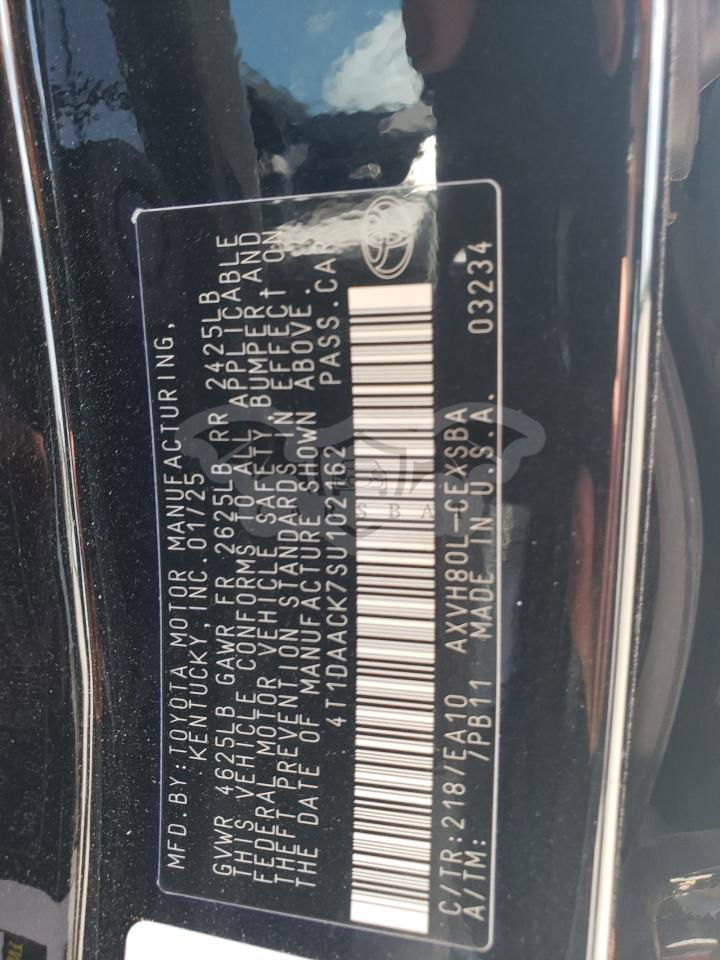 MFD.BY:TOYOTA MOTOR MANUFACTURING,
KENTUCKY,INC.01/25
GVWR 4625LB GAWR FR 2625LB RR 2425LB
THIS VEHICLE CONFORMS TO ALL APPLICABLE
FEDERAL MOTOR VEHICLE SAFETY, BUMPER AND
THEFT PREVENTION STANDARDS IN EFFECT ON
THE DATE OF MANUFACTURE SHOWN ABOVE.
4T1DAACK7SU102162 PASS.CAR
C/TR:218/EA10 AXVH80L-CEXSBA 03234
A/TM: /PB11 MADE IN U.S.A.